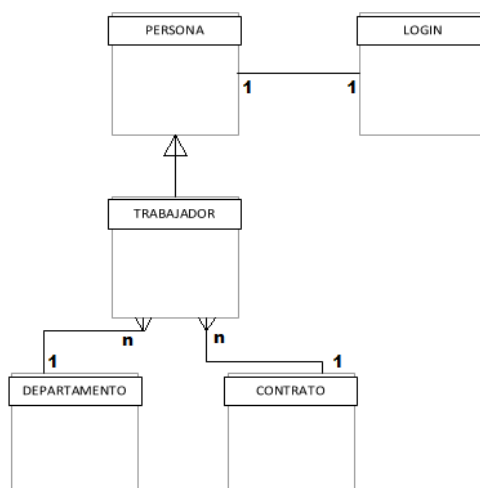 PERSONA
LOGIN
1
1
TRABAJADOR
n
n
1
1
DEPARTAMENTO
CONTRATO